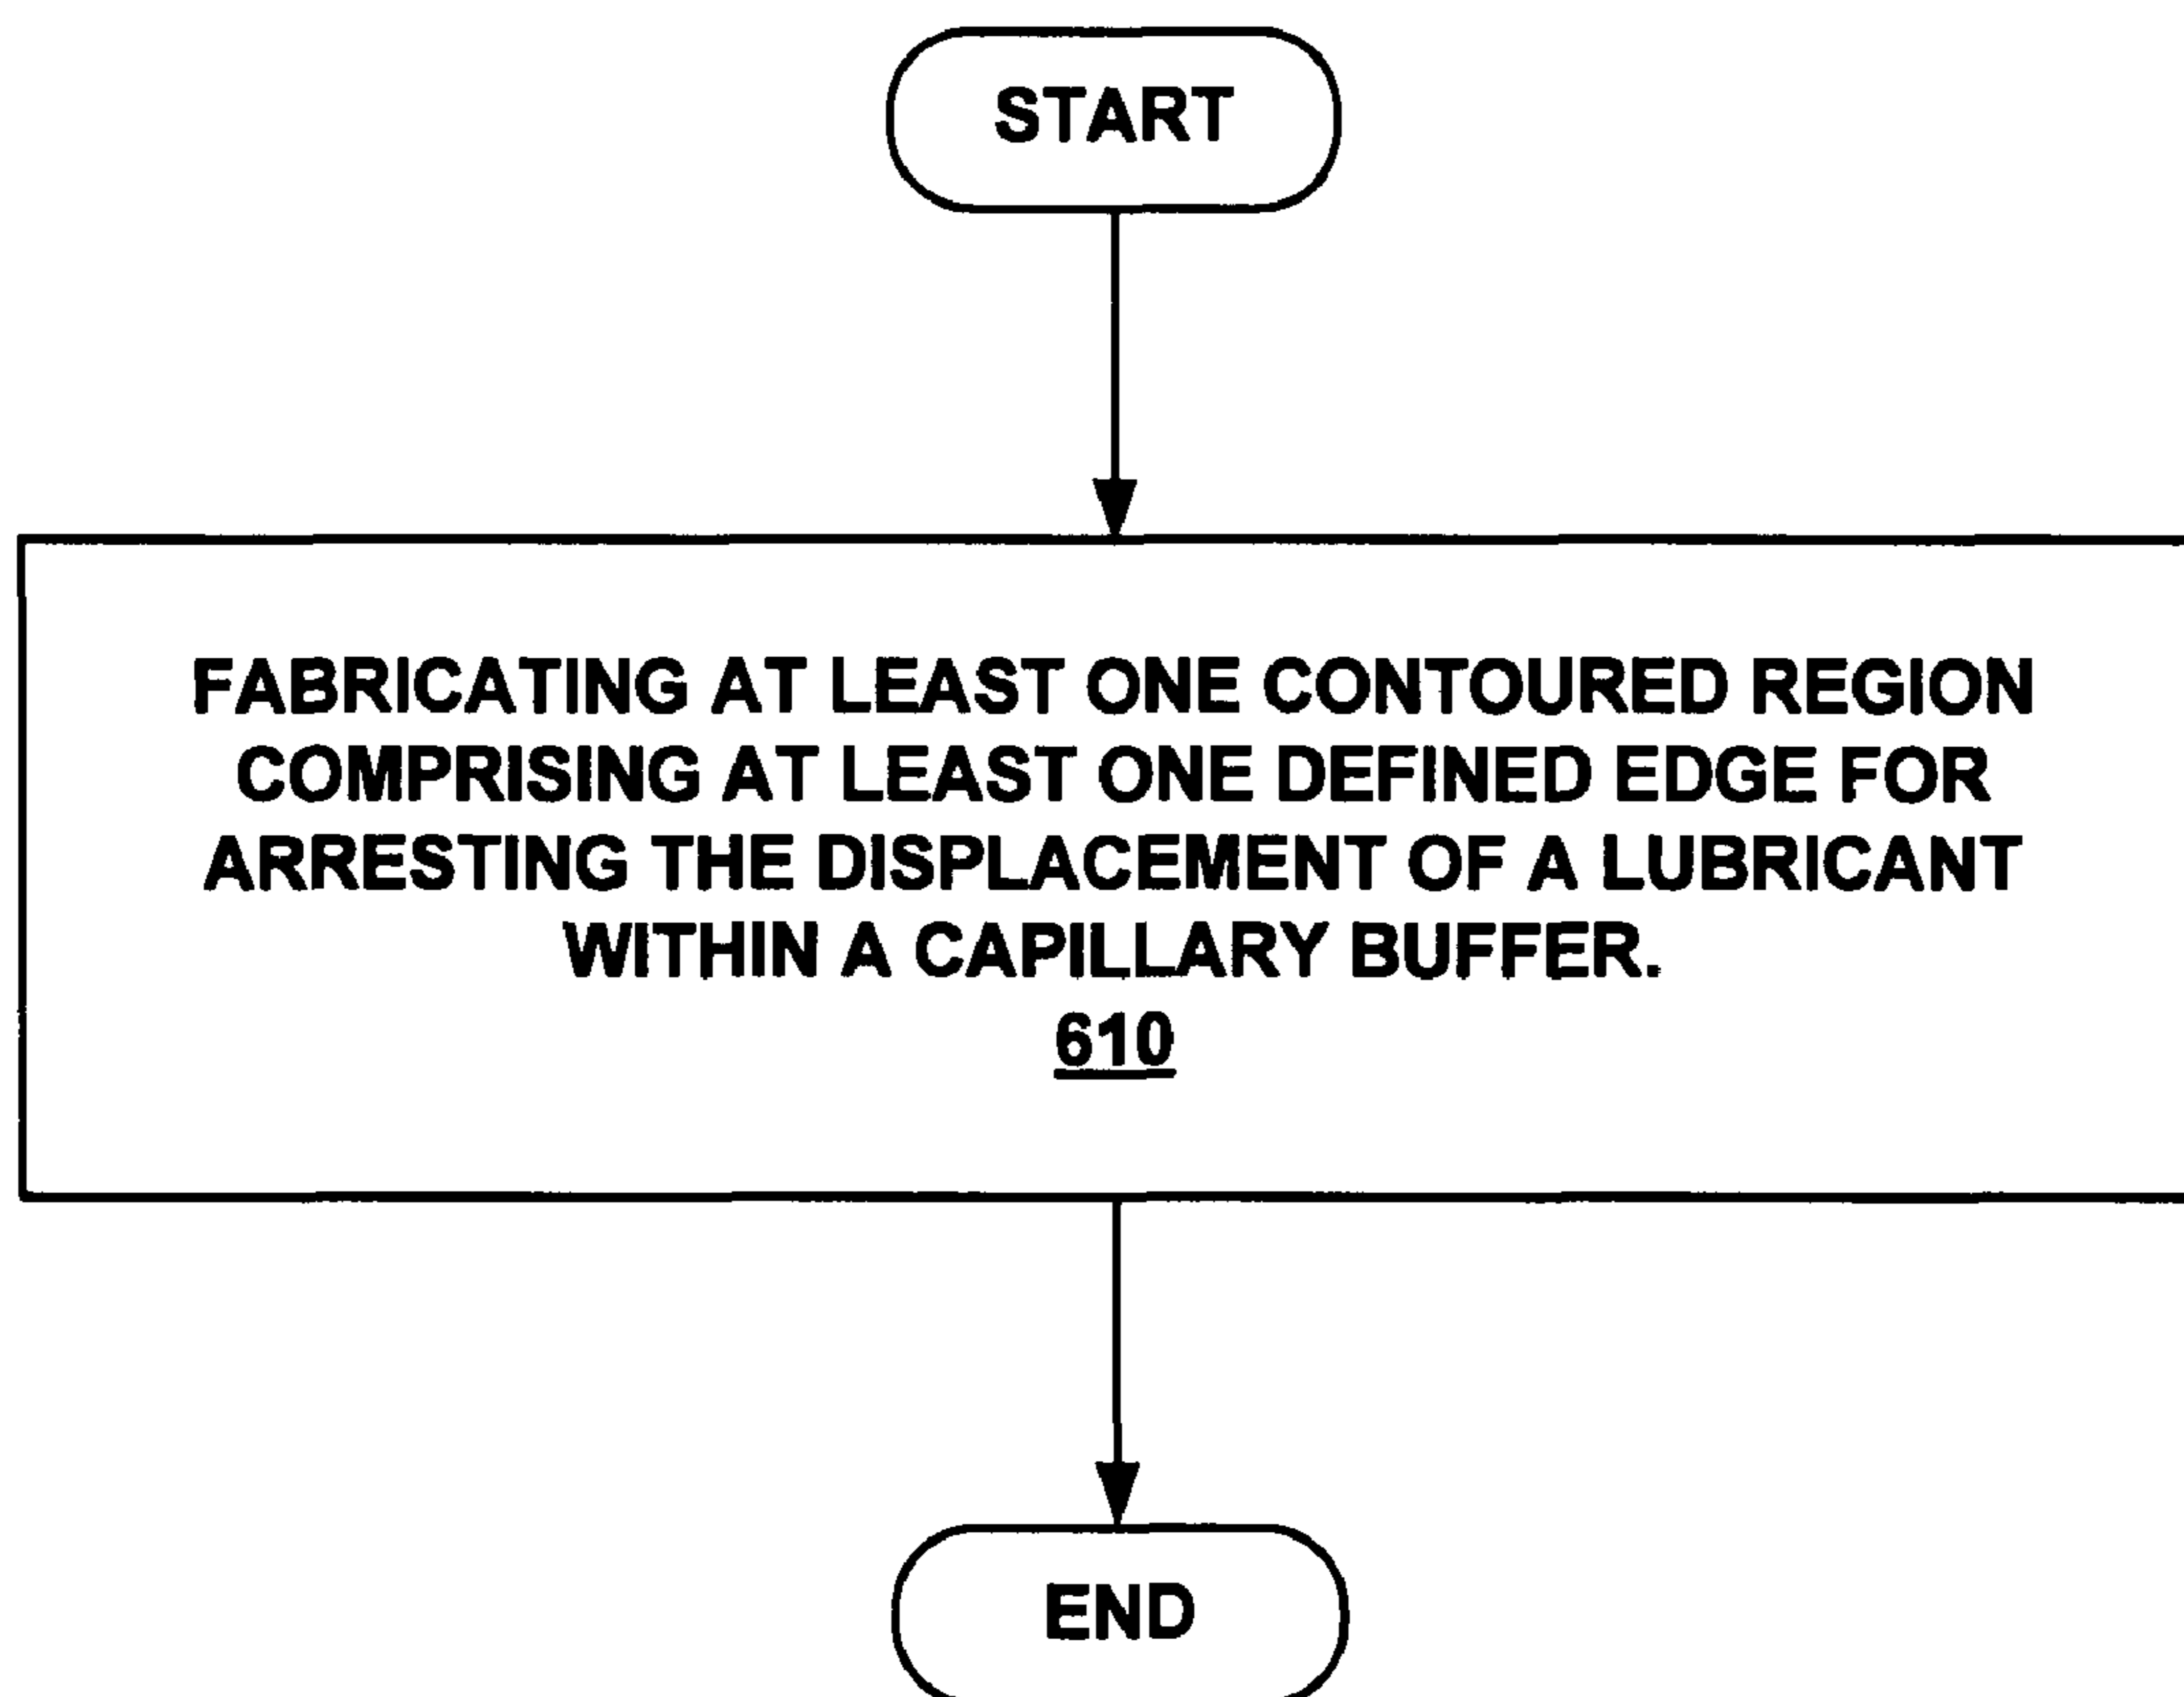 START
FABRICATING AT LEAST ONE CONTOURED REGION
COMPRISING AT LEAST ONE DEFINED EDGE FOR
ARRESTING THE DISPLACEMENT OF A LUBRICANT
WITHIN A CAPILLARY BUFFER.
610
END